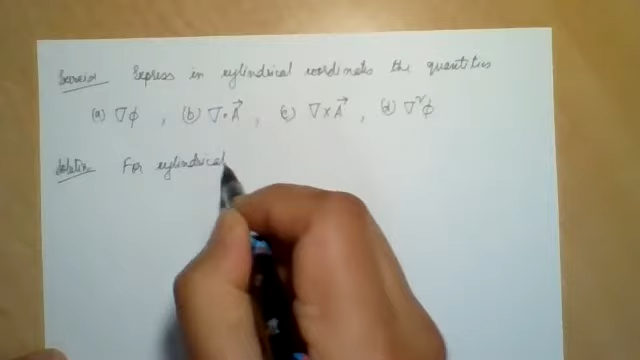 Exercise Express in cylindrical coordinates the quantities
(a) ∇ϕ , (b) ∇•A⃗ , (c) ∇×A⃗ , (d) ∇²ϕ
Solution For cylindrical